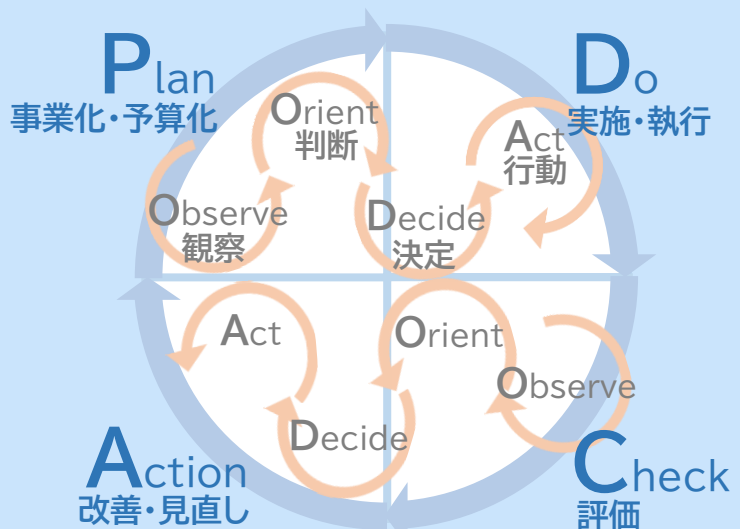 Plan
事業化・予算化
Do
実施・執行
Orient
判断
Act
行動
Observe
観察
Decide
決定
Act
Orient
Observe
Decide
Action
改善・見直し
Check
評価